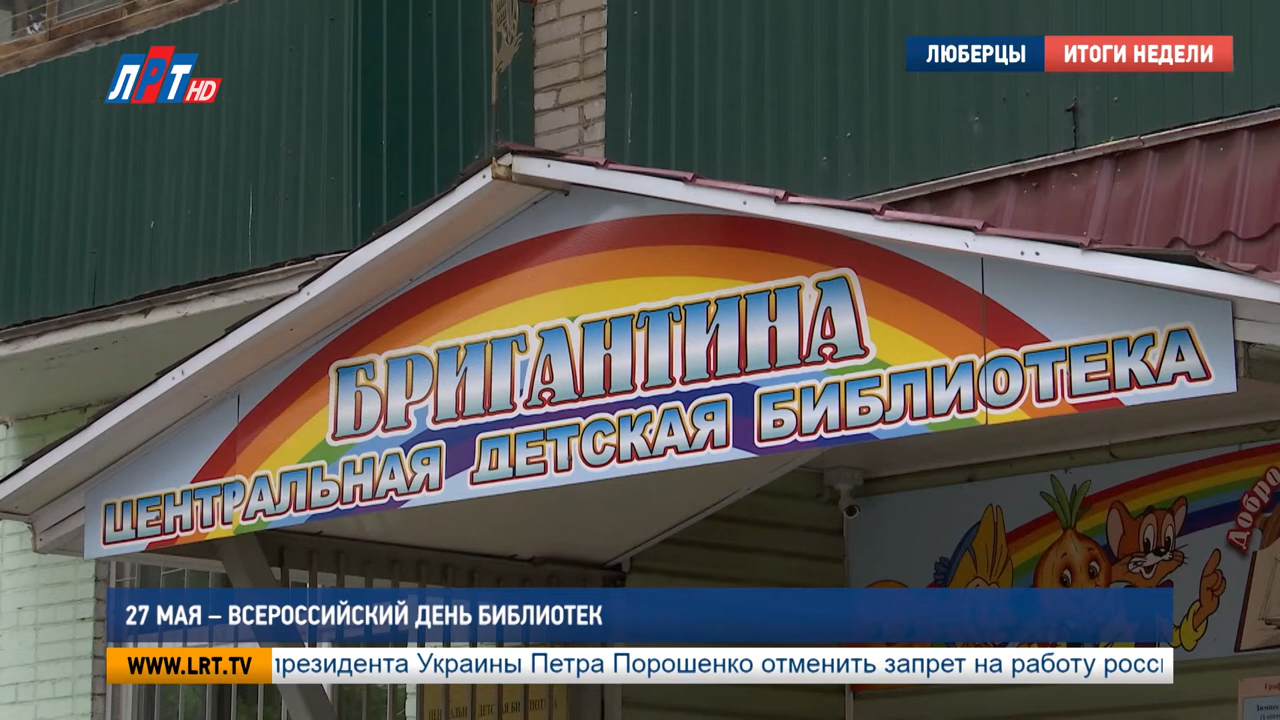 ЛРТ HD
ЛЮБЕРЦЫ ИТОГИ НЕДЕЛИ
БРИГАНТИНА
ЦЕНТРАЛЬНАЯ ДЕТСКАЯ БИБЛИОТЕКА
Добро
27 МАЯ – ВСЕРОССИЙСКИЙ ДЕНЬ БИБЛИОТЕК
WWW.LRT.TV президента Украины Петра Порошенко отменить запрет на работу росс